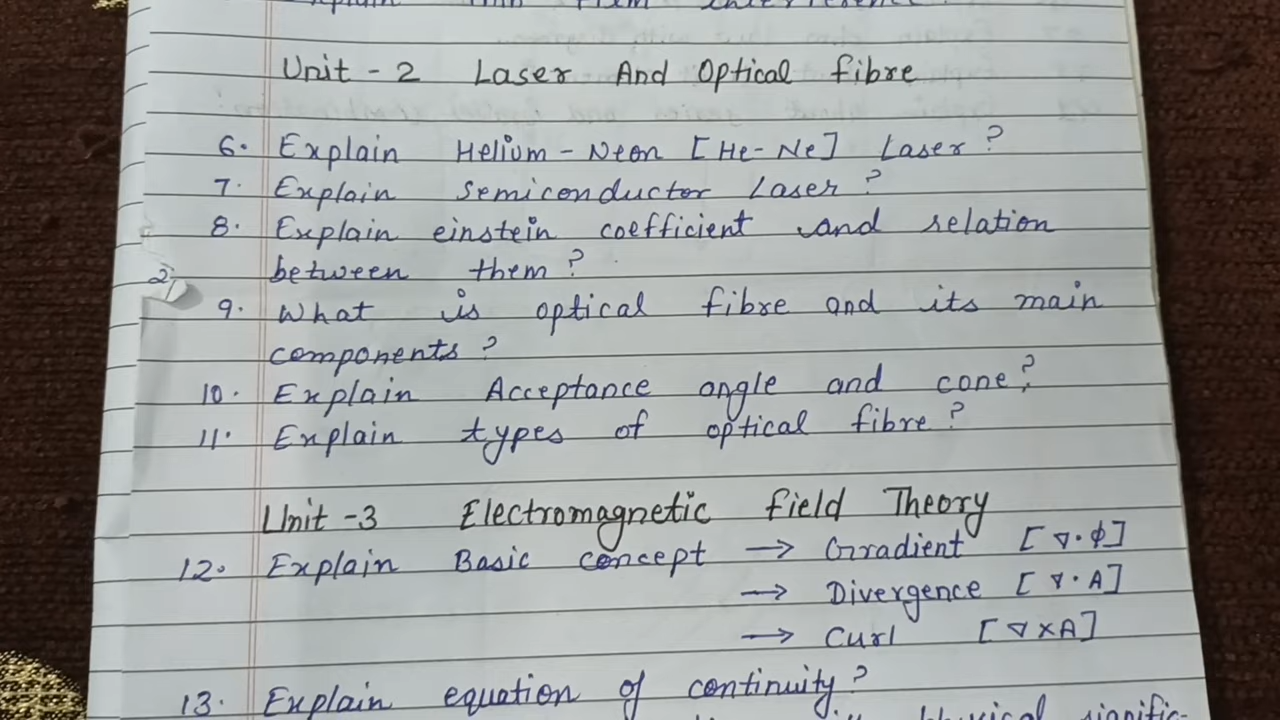 Unit - 2 Laser And Optical fibre
6. Explain Helium - Neon [He- Ne] Laser?
7. Explain Semiconductor Laser?
8. Explain einstein coefficient and relation
between them?
9. What is optical fibre and its main
components?
10. Explain Acceptance angle and cone?
11. Explain types of optical fibre?
Unit -3 Electromagnetic field Theory
12. Explain Basic concept → Gradient [∇·ϕ]
→ Divergence [∇·A]
→ Curl [∇×A]
13. Explain equation of continuity?